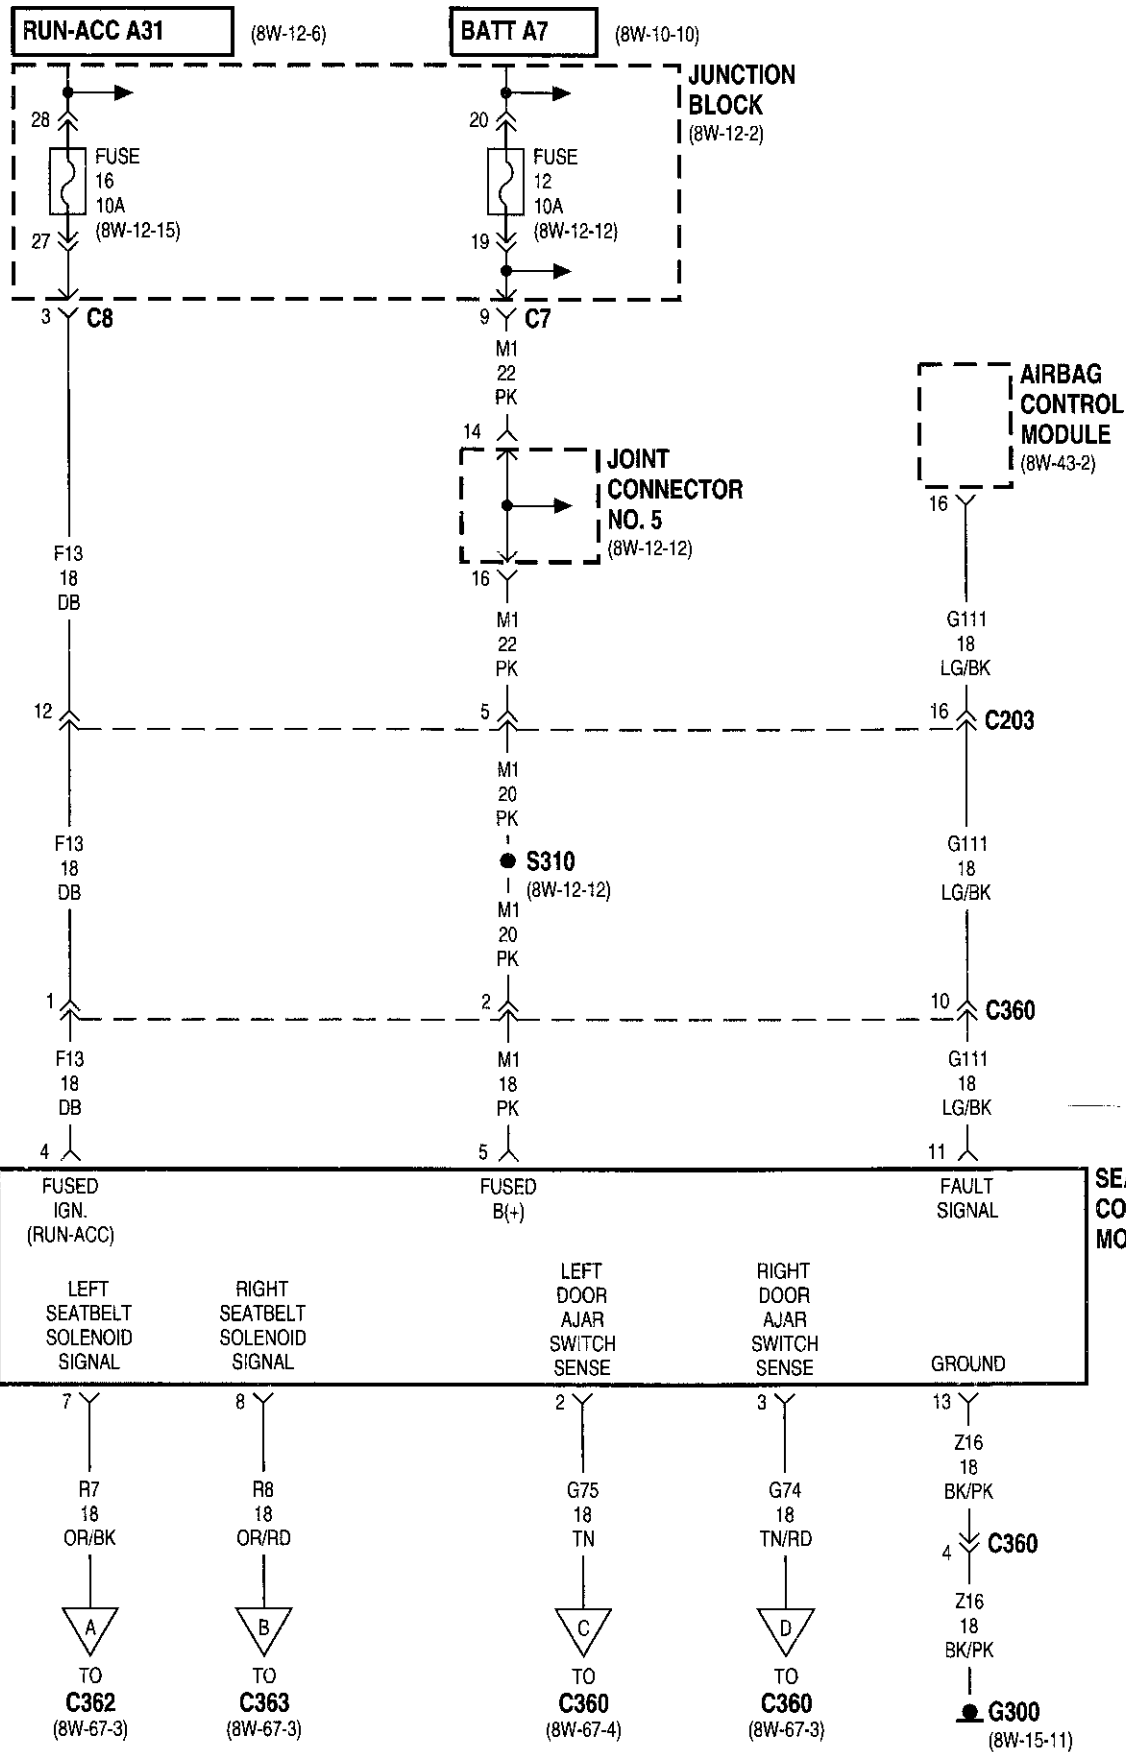 RUN-ACC A31 (8W-12-6) BATT A7 (8W-10-10)
JUNCTION
BLOCK
(8W-12-2)
28 20
FUSE FUSE
16 12
10A 10A
(8W-12-15) (8W-12-12)
27 19
3 C8 9 C7
M1
22
PK
AIRBAG
CONTROL
MODULE
(8W-43-2)
14
JOINT
CONNECTOR
NO. 5
(8W-12-12)
16
16
F13
18
DB
M1
22
PK
G111
18
LG/BK
12 5 16 C203
M1
20
PK
F13
18
DB
G111
18
LG/BK
S310
(8W-12-12)
M1
20
PK
1 2 10 C360
F13 M1 G111
18 18 18
DB PK LG/BK
4 5 11
FUSED
IGN.
(RUN-ACC)
FUSED
B(+)
FAULT
SIGNAL
LEFT
SEATBELT
SOLENOID
SIGNAL
RIGHT
SEATBELT
SOLENOID
SIGNAL
LEFT
DOOR
AJAR
SWITCH
SENSE
RIGHT
DOOR
AJAR
SWITCH
SENSE
GROUND
7 8 2 3 13
Z16
18
BK/PK
R7 R8 G75 G74
18 18 18 18
OR/BK OR/RD TN TN/RD
4 C360
Z16
18
BK/PK
A B C D
TO TO TO TO
C362 C363 C360 C360
(8W-67-3) (8W-67-3) (8W-67-4) (8W-67-3)
G300
(8W-15-11)